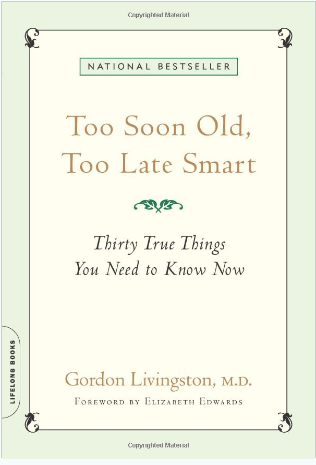 Copyrighted Material
NATIONAL BESTSELLER
Too Soon Old,
Too Late Smart
Thirty True Things
You Need to Know Now
LIFELONG BOOKS
Gordon Livingston, M.D.
Foreword by Elizabeth Edwards
Copyrighted Material